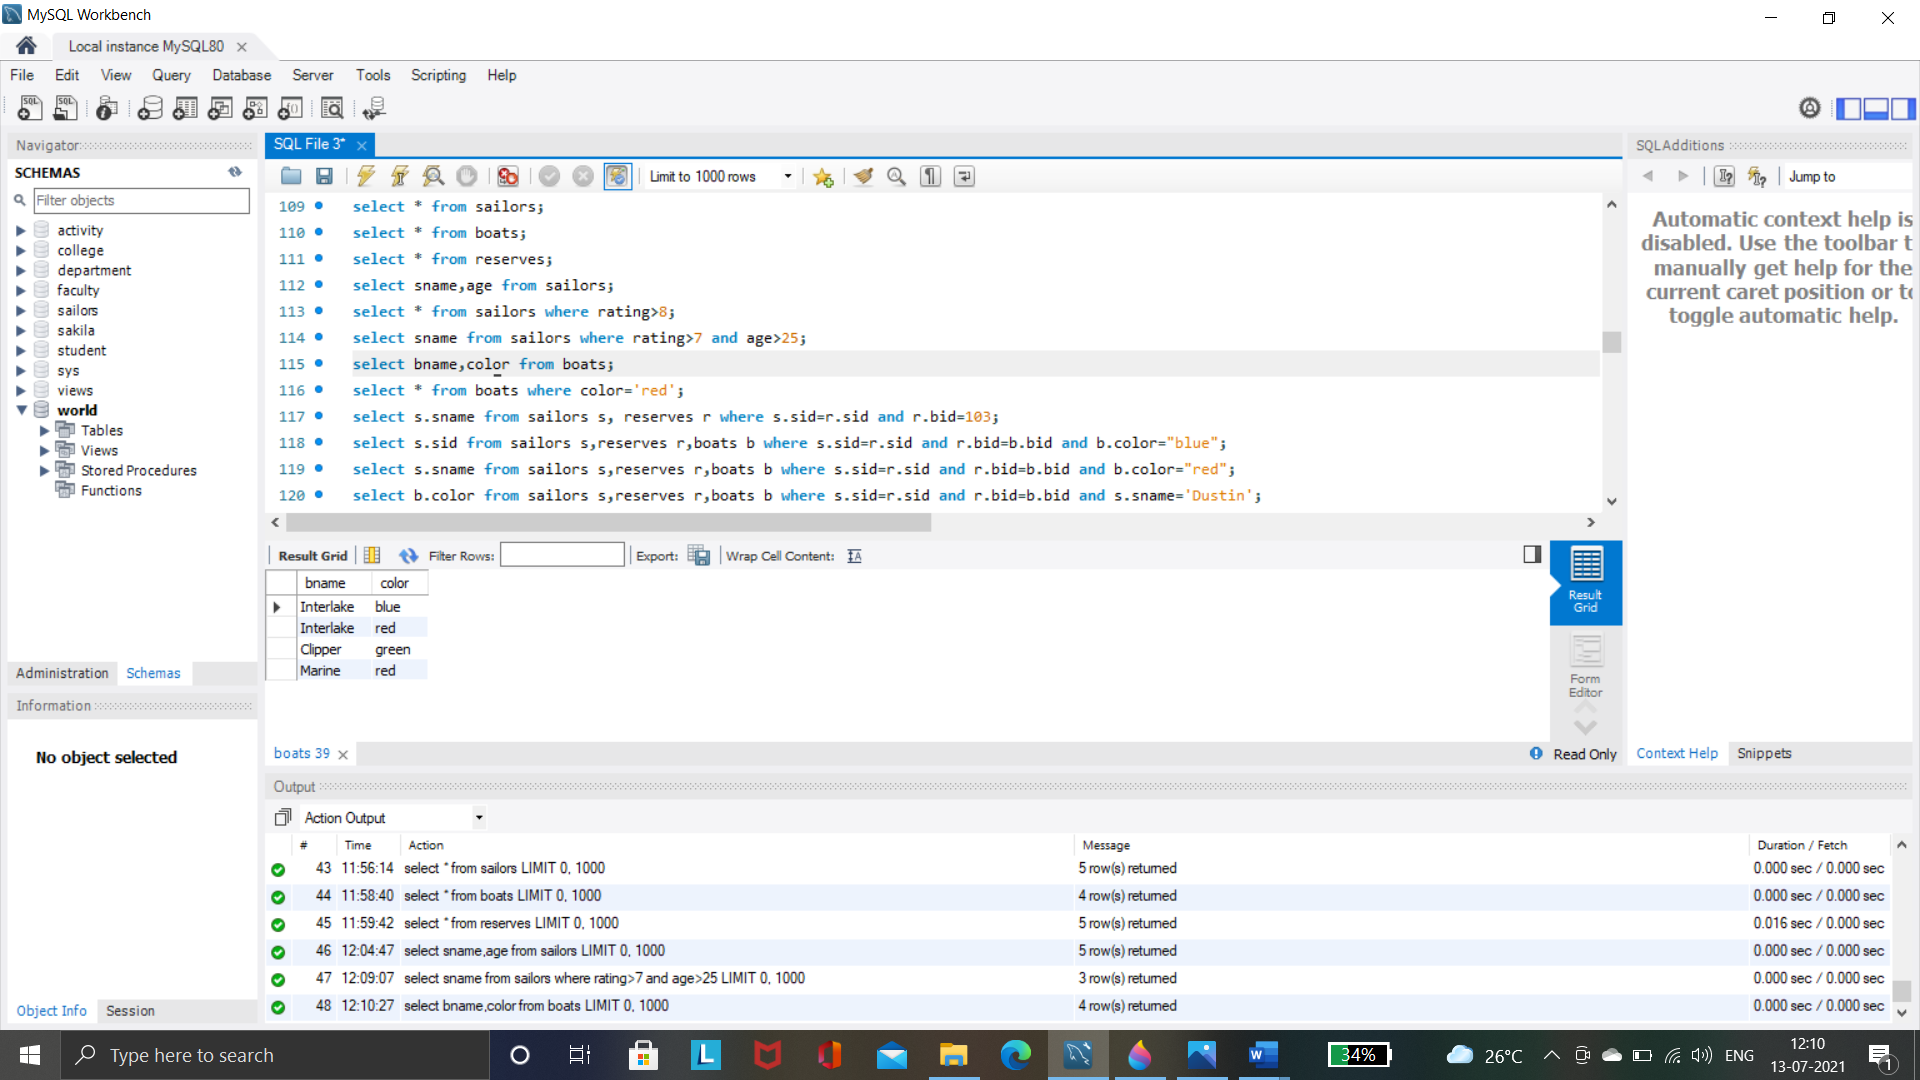 MySQL Workbench
Local instance MySQL80
File Edit View Query Database Server Tools Scripting Help
Navigator
SCHEMAS
Filter objects
activity
college
department
faculty
sailors
sakila
student
sys
views
world
Tables
Views
Stored Procedures
Functions
Administration Schemas
Information
No object selected
Object Info Session
SQL File 3*
Limit to 1000 rows
109 select * from sailors;
110 select * from boats;
111 select * from reserves;
112 select sname,age from sailors;
113 select * from sailors where rating>8;
114 select sname from sailors where rating>7 and age>25;
115 select bname,color from boats;
116 select * from boats where color='red';
117 select s.sname from sailors s, reserves r where s.sid=r.sid and r.bid=103;
118 select s.sid from sailors s,reserves r,boats b where s.sid=r.sid and r.bid=b.bid and b.color="blue";
119 select s.sname from sailors s,reserves r,boats b where s.sid=r.sid and r.bid=b.bid and b.color="red";
120 select b.color from sailors s,reserves r,boats b where s.sid=r.sid and r.bid=b.bid and s.sname='Dustin';
Result Grid Filter Rows: Export: Wrap Cell Content:
bname color
Interlake blue
Interlake red
Clipper green
Marine red
Result
Grid
Form
Editor
boats 39
Read Only
SQLAdditions
Jump to
Automatic context help is
disabled. Use the toolbar t
manually get help for the
current caret position or to
toggle automatic help.
Context Help Snippets
Output
Action Output
# Time Action Message Duration / Fetch
43 11:56:14 select * from sailors LIMIT 0, 1000 5 row(s) returned 0.000 sec / 0.000 sec
44 11:58:40 select * from boats LIMIT 0, 1000 4 row(s) returned 0.000 sec / 0.000 sec
45 11:59:42 select * from reserves LIMIT 0, 1000 5 row(s) returned 0.016 sec / 0.000 sec
46 12:04:47 select sname,age from sailors LIMIT 0, 1000 5 row(s) returned 0.000 sec / 0.000 sec
47 12:09:07 select sname from sailors where rating>7 and age>25 LIMIT 0, 1000 3 row(s) returned 0.000 sec / 0.000 sec
48 12:10:27 select bname,color from boats LIMIT 0, 1000 4 row(s) returned 0.000 sec / 0.000 sec
Type here to search
34%
26°C
ENG
12:10
13-07-2021
1